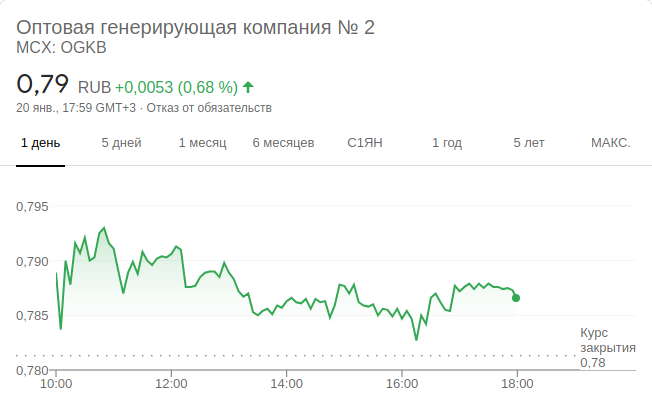 Оптовая генерирующая компания № 2
MCX: OGKB
0,79 RUB +0,0053 (0,68 %)
20 янв., 17:59 GMT+3 · Отказ от обязательств
1 день 5 дней 1 месяц 6 месяцев С1ЯН 1 год 5 лет МАКС.
0,795
0,790
0,785
Курс
закрытия
0,78
0,780
10:00 12:00 14:00 16:00 18:00